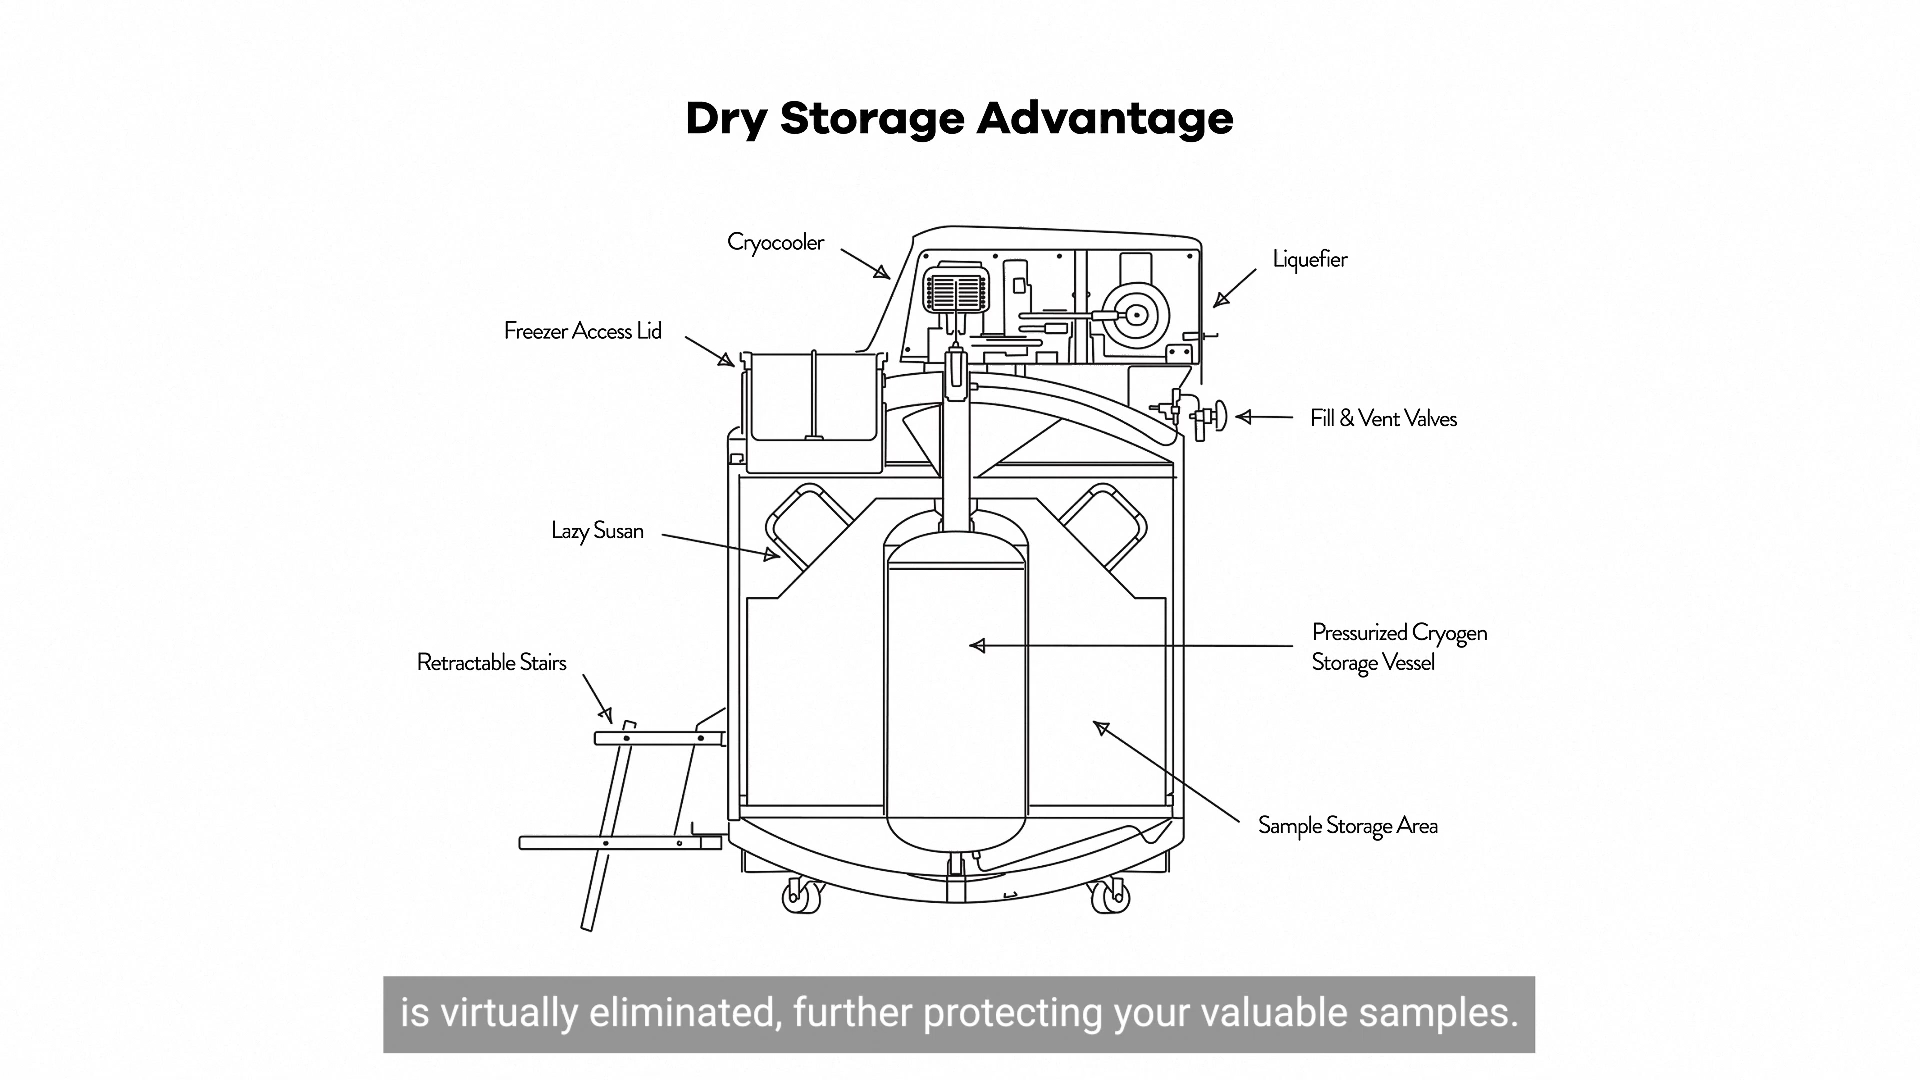 Dry Storage Advantage
Cryocooler
Liquefier
Freezer Access Lid
Fill & Vent Valves
Lazy Susan
Pressurized Cryogen
Storage Vessel
Retractable Stairs
Sample Storage Area
is virtually eliminated, further protecting your valuable samples.